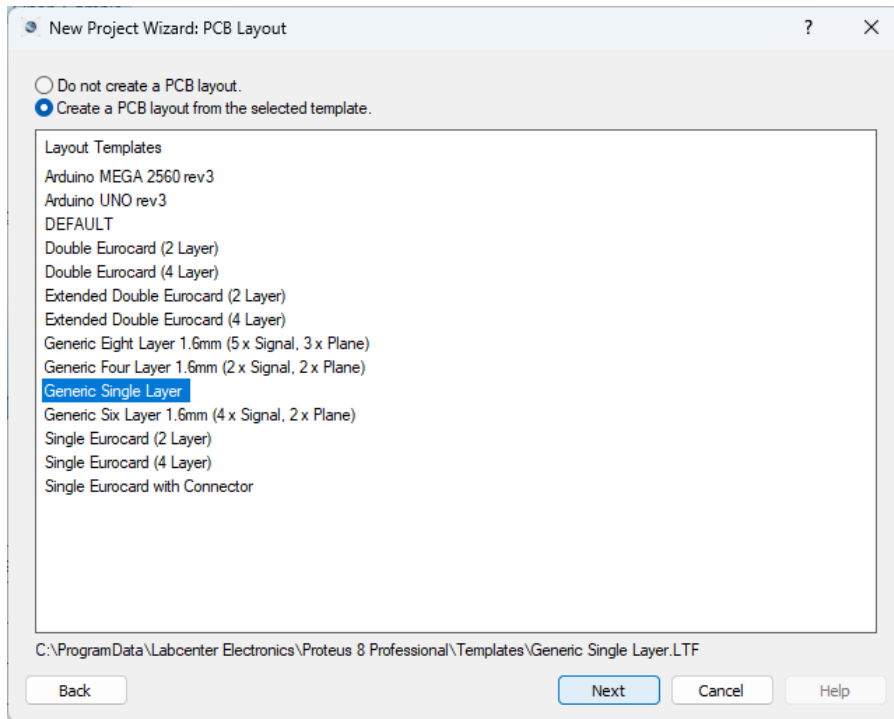 New Project Wizard: PCB Layout ? X
Do not create a PCB layout.
Create a PCB layout from the selected template.
Layout Templates
Arduino MEGA 2560 rev3
Arduino UNO rev3
DEFAULT
Double Eurocard (2 Layer)
Double Eurocard (4 Layer)
Extended Double Eurocard (2 Layer)
Extended Double Eurocard (4 Layer)
Generic Eight Layer 1.6mm (5 x Signal, 3 x Plane)
Generic Four Layer 1.6mm (2 x Signal, 2 x Plane)
Generic Single Layer
Generic Six Layer 1.6mm (4 x Signal, 2 x Plane)
Single Eurocard (2 Layer)
Single Eurocard (4 Layer)
Single Eurocard with Connector
C:\ProgramData\Labcenter Electronics\Proteus 8 Professional\Templates\Generic Single Layer.LTF
Back Next Cancel Help